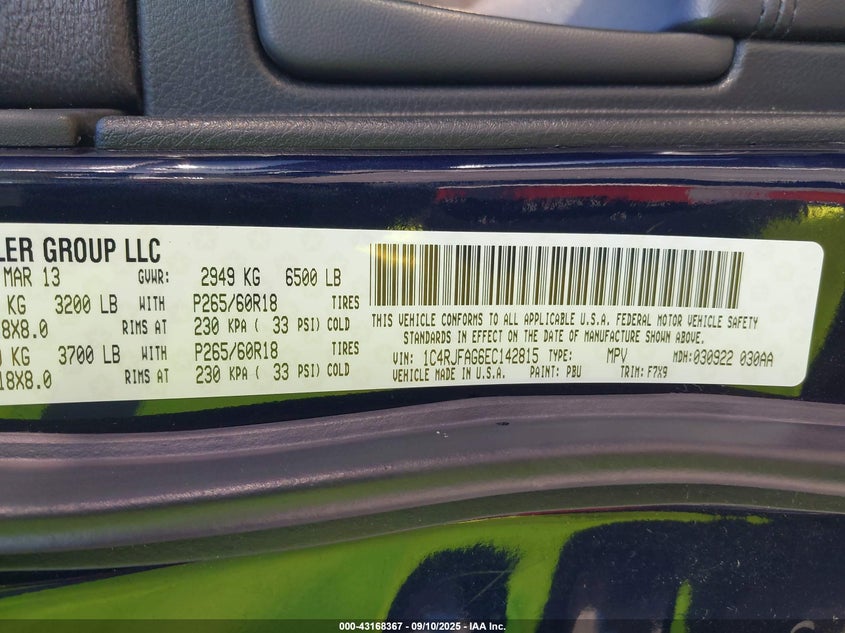 LER GROUP LLC
MAR 13 GVWR: 2949 KG 6500 LB
KG 3200 LB WITH P265/60R18 TIRES
8X8.0 RIMS AT 230 KPA ( 33 PSI) COLD
KG 3700 LB WITH P265/60R18 TIRES
18X8.0 RIMS AT 230 KPA ( 33 PSI) COLD
THIS VEHICLE CONFORMS TO ALL APPLICABLE U.S.A. FEDERAL MOTOR VEHICLE SAFETY
STANDARDS IN EFFECT ON THE DATE OF MANUFACTURE SHOWN ABOVE.
VIN: 1C4RJFAG6EC142815 TYPE: MPV MDH: 030922 030AA
VEHICLE MADE IN U.S.A. PAINT: PBU TRIM: F7X9
000-43168367 - 09/10/2025 - IAA Inc.